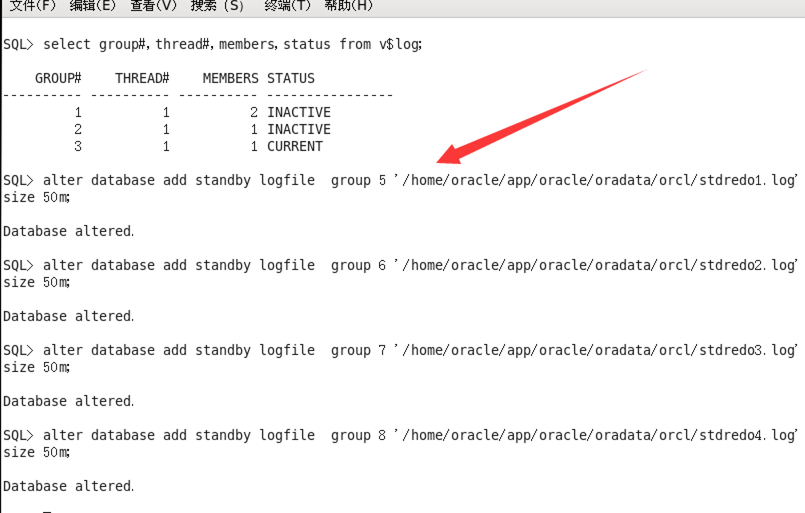 文件(F) 编辑(E) 查看(V) 搜索 (S) 终端(T) 帮助(H)
SQL> select group#,thread#,members,status from v$log;
GROUP# THREAD# MEMBERS STATUS
---------- ---------- ---------- ----------------
1 1 2 INACTIVE
2 1 1 INACTIVE
3 1 1 CURRENT
SQL> alter database add standby logfile group 5 '/home/oracle/app/oracle/oradata/orcl/stdredo1.log'
size 50m;
Database altered.
SQL> alter database add standby logfile group 6 '/home/oracle/app/oracle/oradata/orcl/stdredo2.log'
size 50m;
Database altered.
SQL> alter database add standby logfile group 7 '/home/oracle/app/oracle/oradata/orcl/stdredo3.log'
size 50m;
Database altered.
SQL> alter database add standby logfile group 8 '/home/oracle/app/oracle/oradata/orcl/stdredo4.log'
size 50m;
Database altered.